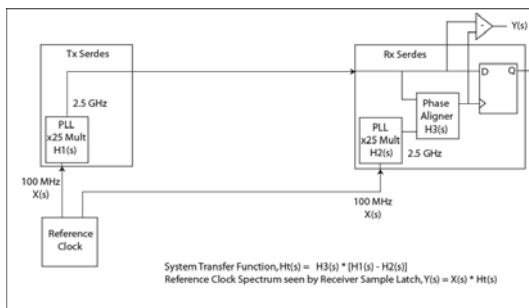 Y(s)
Tx Serdes
Rx Serdes
2.5 GHz
PLL
x25 Mult
H1(s)
D
Q
Phase
Aligner
H3(s)
PLL
x25 Mult
H2(s)
2.5 GHz
100 MHz
X(s)
100 MHz
X(s)
Reference
Clock
System Transfer Function, Ht(s) = H3(s) * [H1(s) - H2(s)]
Reference Clock Spectrum seen by Receiver Sample Latch, Y(s) = X(s) * Ht(s)